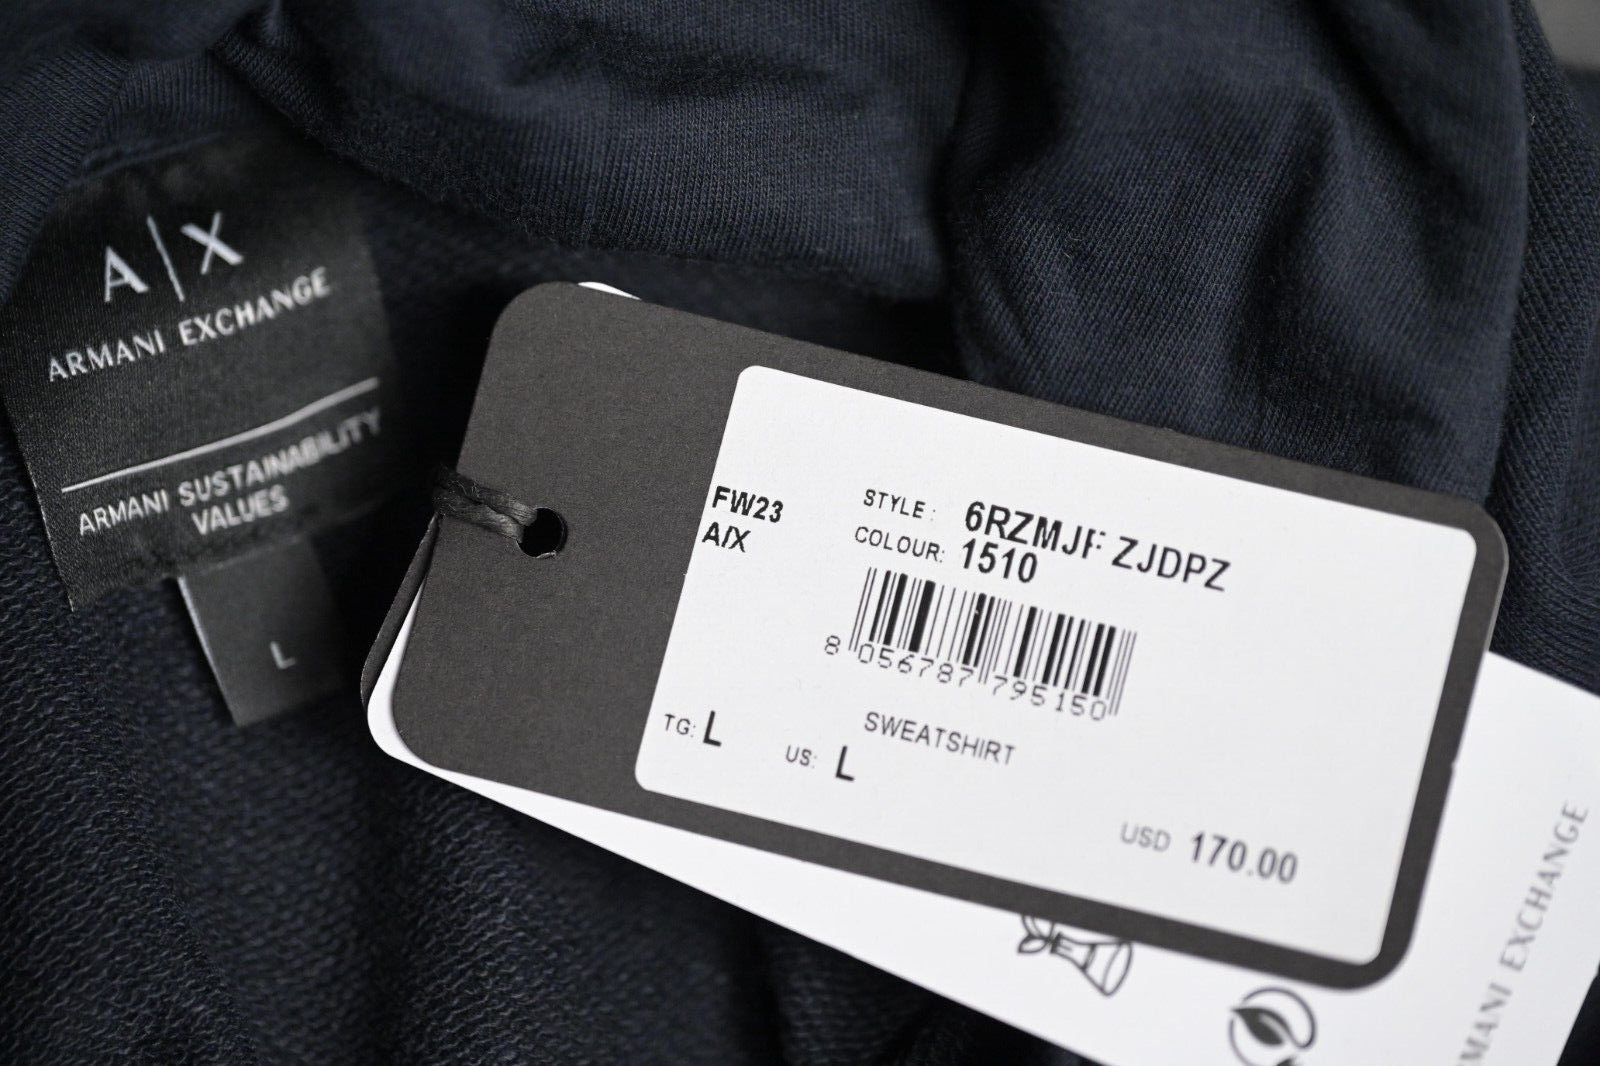 A|X
ARMANI EXCHANGE
ARMANI SUSTAINABILITY
VALUES
L
FW23
A/X
STYLE: 6RZMJF ZJDPZ
COLOUR: 1510
8 056787 795150
TG: L
US: L
SWEATSHIRT
USD 170.00
MANI EXCHANGE